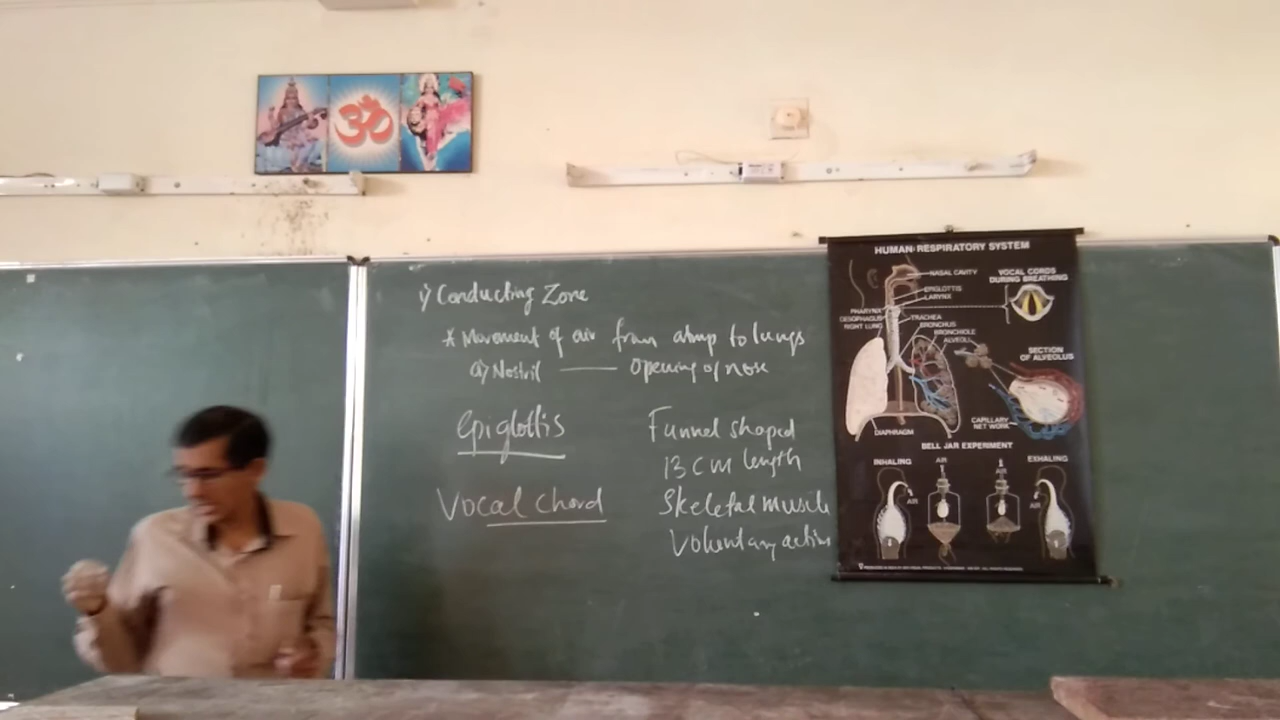 i) Conducting Zone
* Movement of air from atmp to lungs
a) Nostril — Opening of nose
Epiglottis
Funnel shaped
13 cm length
Vocal chord
Skeletal muscle
Voluntary action
ॐ
HUMAN RESPIRATORY SYSTEM
NASAL CAVITY
VOCAL CORDS
DURING BREATHING
EPIGLOTTIS
LARYNX
PHARYNX
OESOPHAGUS
RIGHT LUNG
TRACHEA
BRONCHUS
BRONCHIOLE
ALVEOLI
SECTION
OF ALVEOLUS
CAPILLARY
NET WORK
DIAPHRAGM
BELL JAR EXPERIMENT
INHALING
AIR
AIR
EXHALING
AIR
AIR